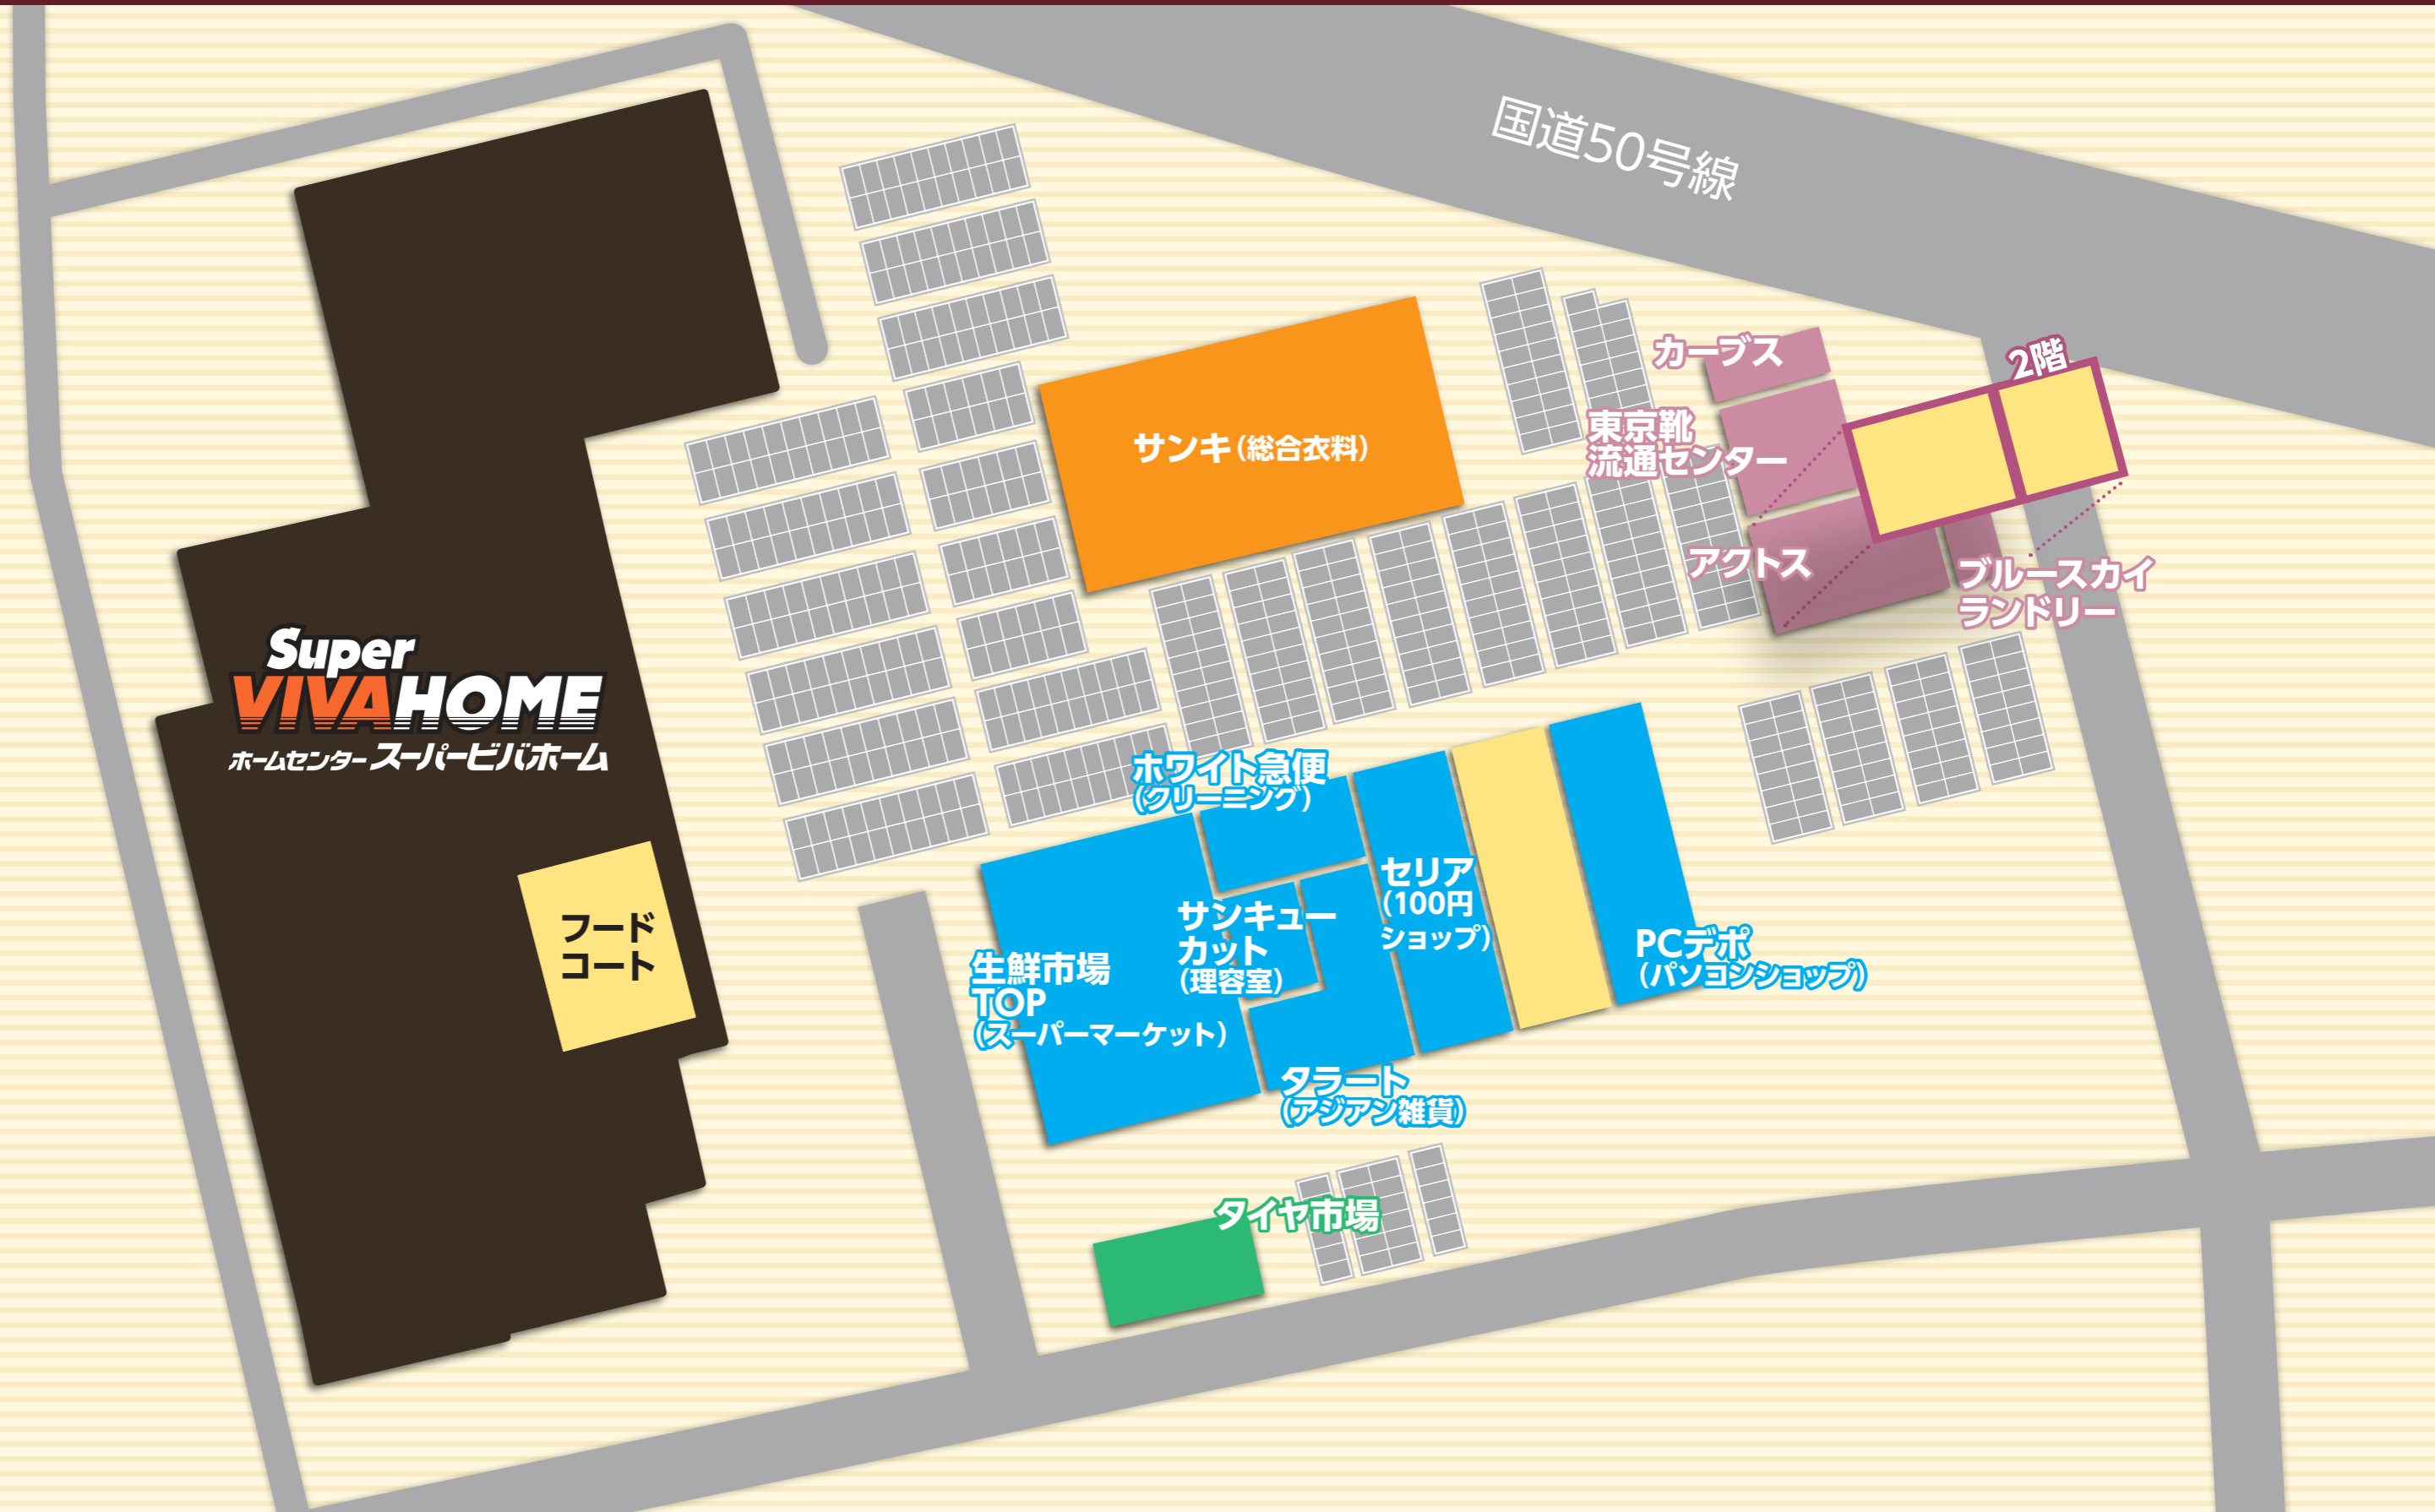 国道50号線
カーブス
2階
東京靴
流通センター
サンキ(総合衣料)
アクトス
ブルースカイ
ランドリー
Super
VIVAHOME
ホームセンター スーパービバホーム
フード
コート
ホワイト急便
(クリーニング)
セリア
(100円
ショップ)
サンキュー
カット
(理容室)
PCデポ
(パソコンショップ)
生鮮市場
TOP
(スーパーマーケット)
タラート
(アジアン雑貨)
タイヤ市場